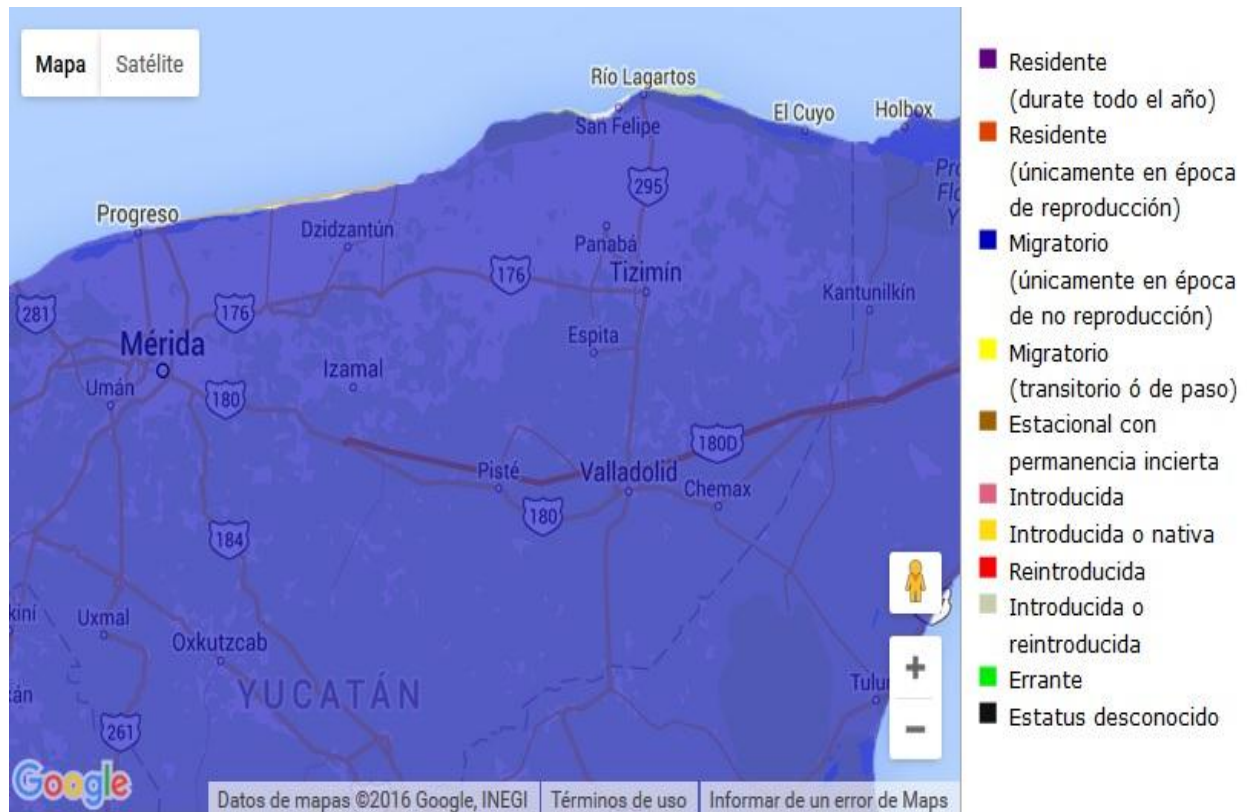 Mapa Satélite
Río Lagartos
El Cuyo
Holbox
San Felipe
295
Progreso
Dzidzantún
Panabá
Tizimín
176
Kantunilkín
281
176
Mérida
Espita
Izamal
Umán
180
180D
Pisté
Valladolid
Chemax
180
184
Uxmal
Oxkutzcab
YUCATÁN
261
+
−
Google
Datos de mapas ©2016 Google, INEGI Términos de uso Informar de un error de Maps
Residente
(durate todo el año)
Residente
(únicamente en época
de reproducción)
Migratorio
(únicamente en época
de no reproducción)
Migratorio
(transitorio ó de paso)
Estacional con
permanencia incierta
Introducida
Introducida o nativa
Reintroducida
Introducida o
reintroducida
Errante
Estatus desconocido